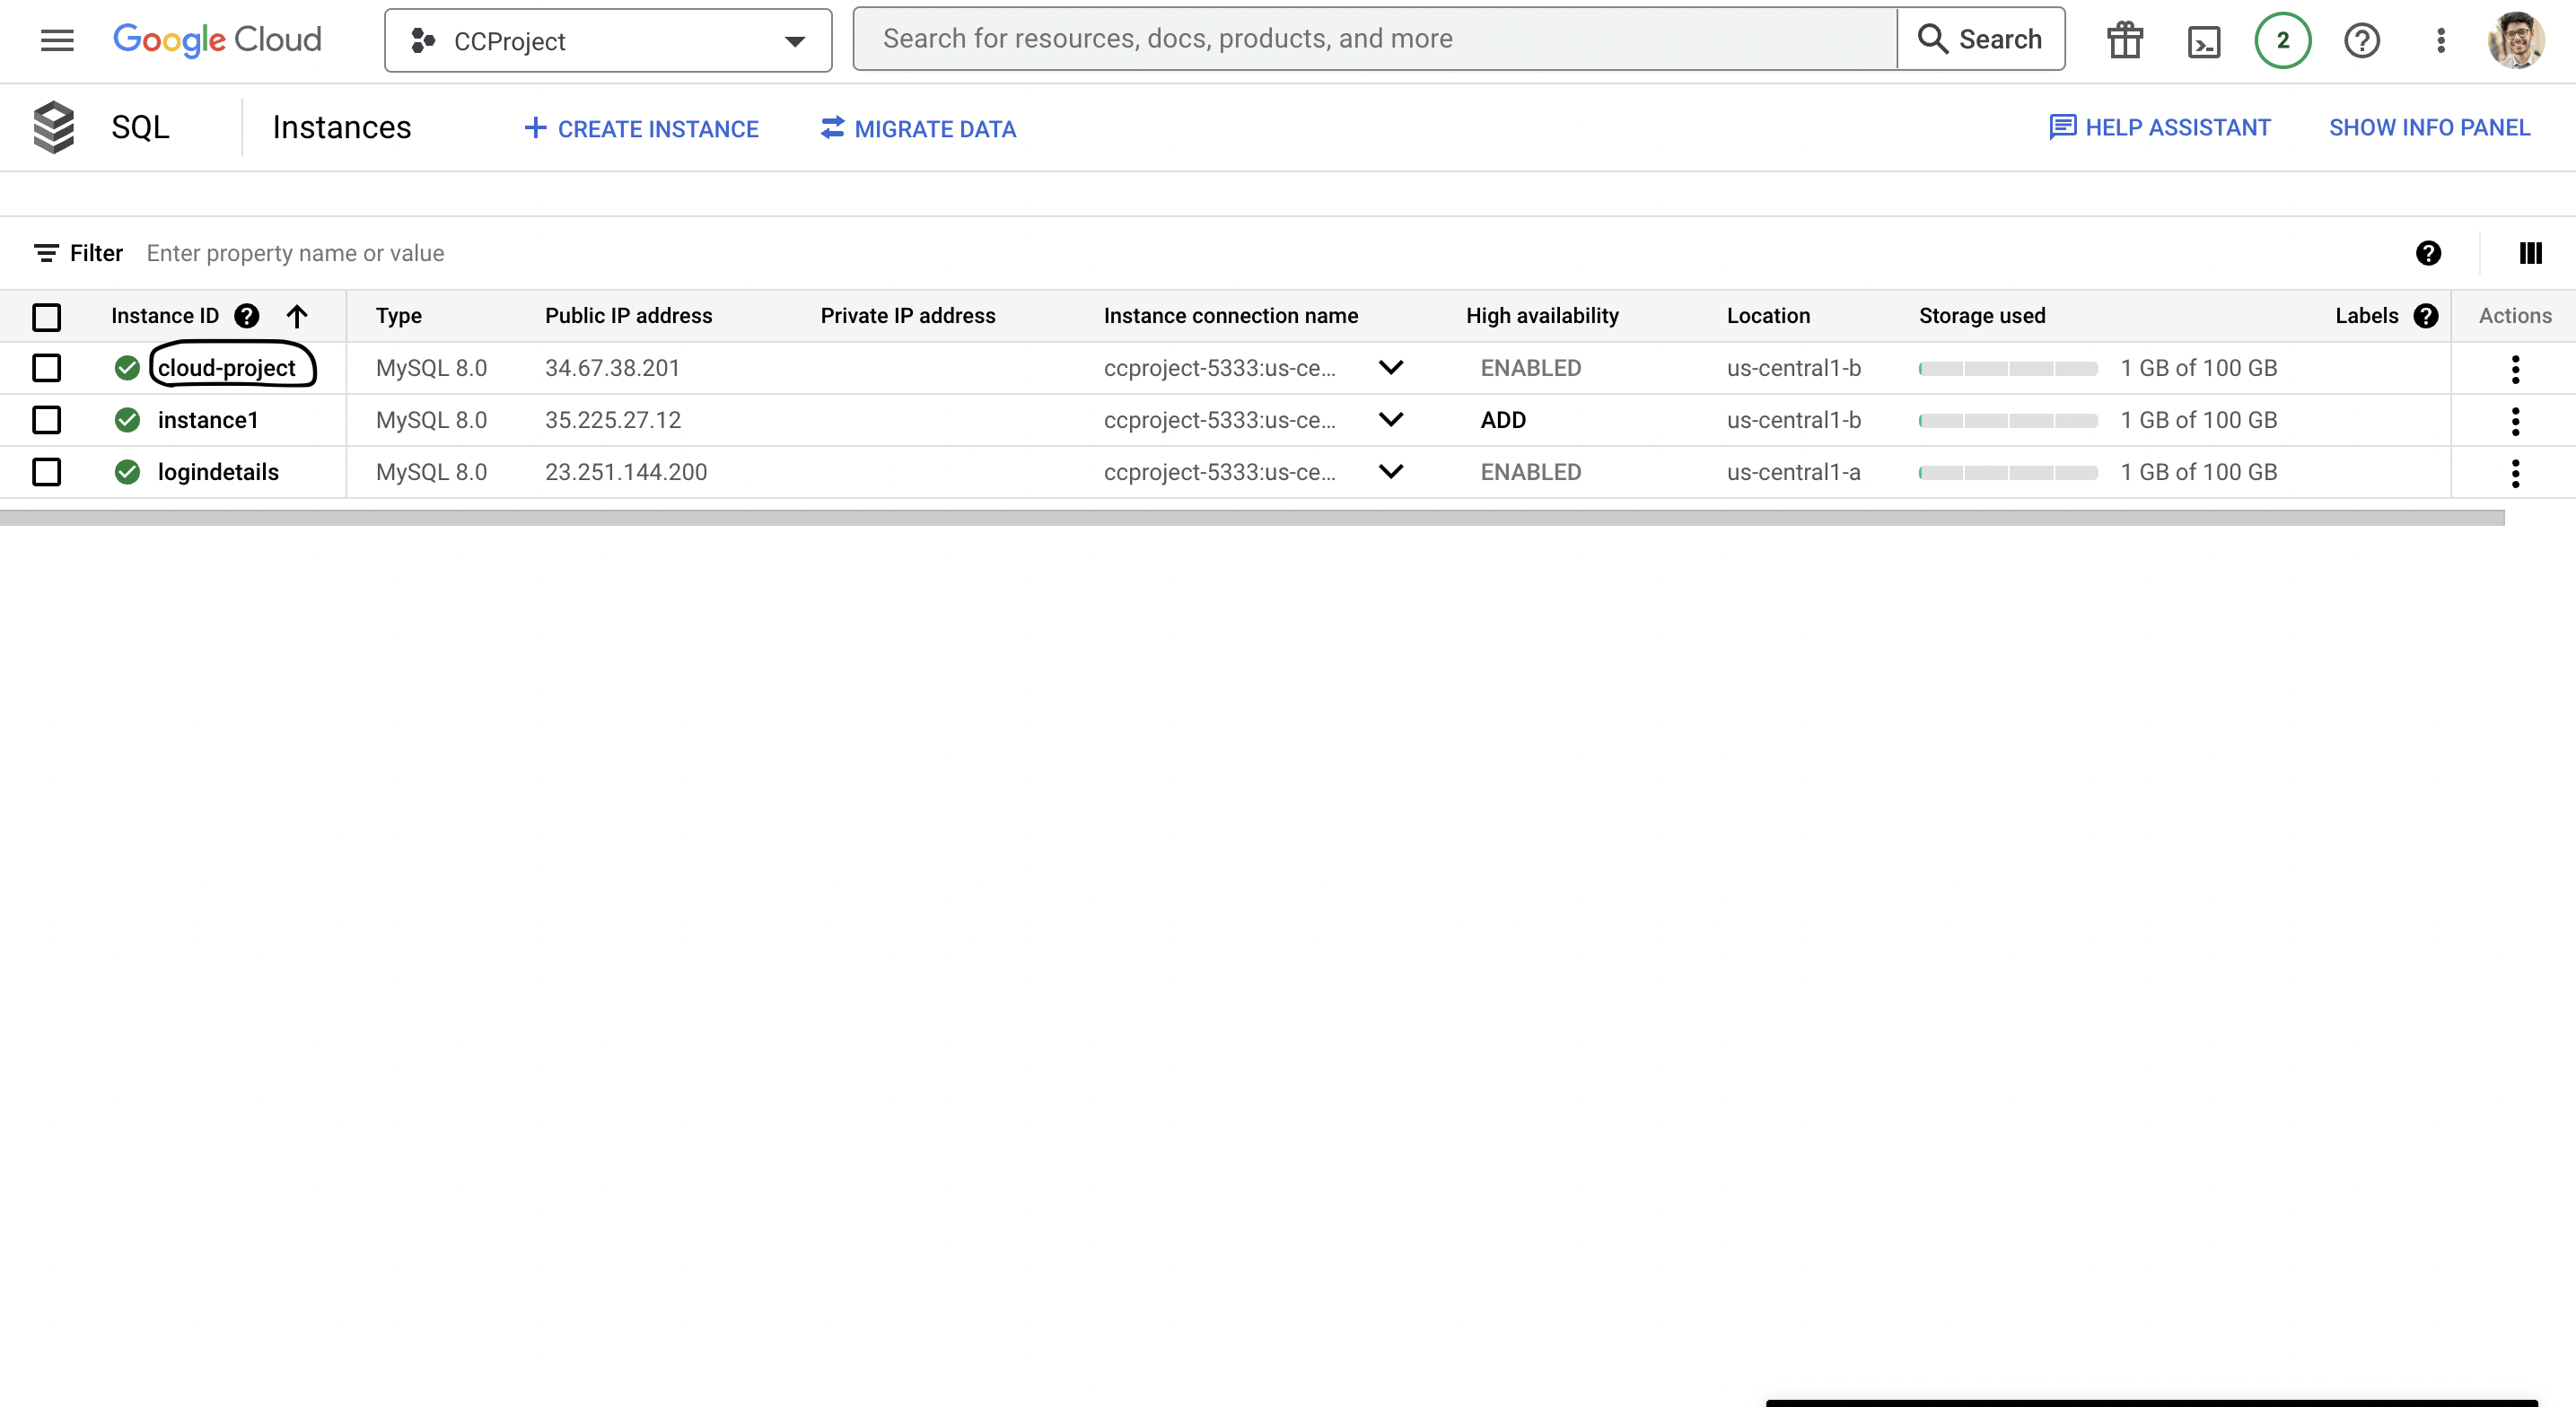 Google Cloud CCProject Search for resources, docs, products, and more Search 2
SQL Instances CREATE INSTANCE MIGRATE DATA HELP ASSISTANT SHOW INFO PANEL
Filter Enter property name or value
Instance ID Type Public IP address Private IP address Instance connection name High availability Location Storage used Labels Actions
cloud-project MySQL 8.0 34.67.38.201 ccproject-5333:us-ce... ENABLED us-central1-b 1 GB of 100 GB
instance1 MySQL 8.0 35.225.27.12 ccproject-5333:us-ce... ADD us-central1-b 1 GB of 100 GB
logindetails MySQL 8.0 23.251.144.200 ccproject-5333:us-ce... ENABLED us-central1-a 1 GB of 100 GB